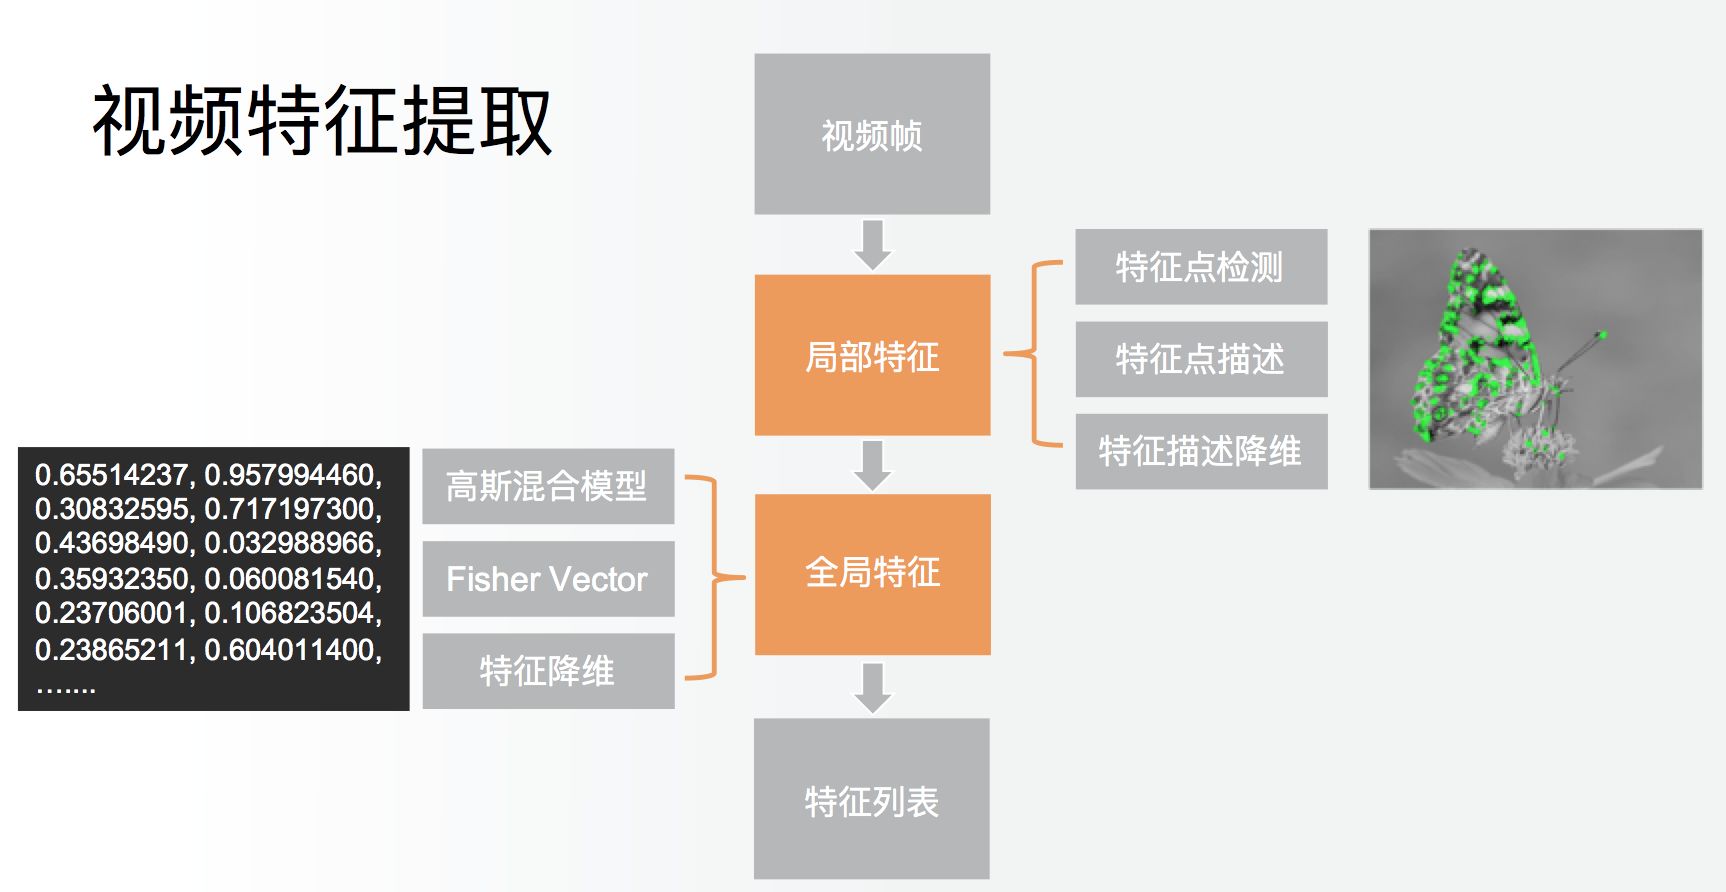 视频特征提取
视频帧
局部特征
特征点检测
特征点描述
特征描述降维
全局特征
高斯混合模型
Fisher Vector
特征降维
0.65514237, 0.957994460,
0.30832595, 0.717197300,
0.43698490, 0.032988966,
0.35932350, 0.060081540,
0.23706001, 0.106823504,
0.23865211, 0.604011400,
…....
特征列表